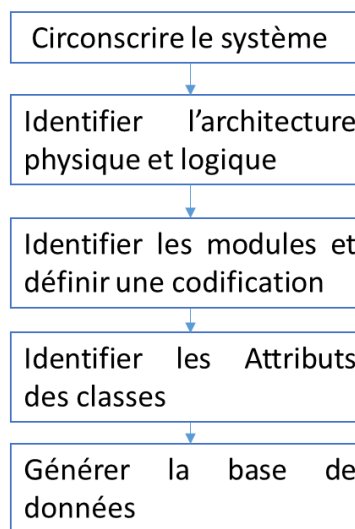 Circonscrire le système
Identifier l’architecture
physique et logique
Identifier les modules et
définir une codification
Identifier les Attributs
des classes
Générer la base de
données